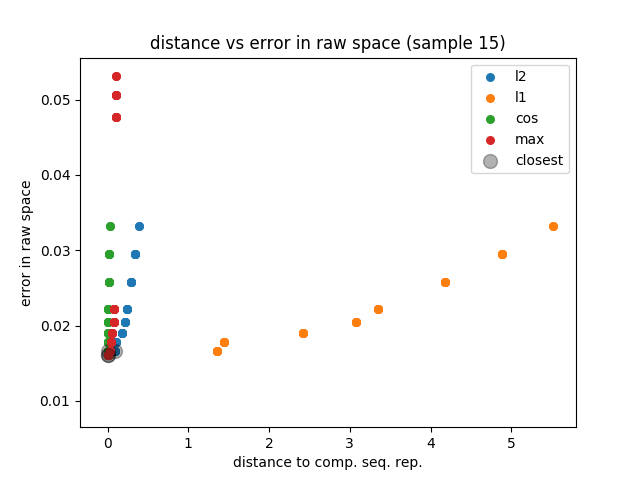 distance vs error in raw space (sample 15)
l2
l1
cos
max
closest
error in raw space
0.05
0.04
0.03
0.02
0.01
0 1 2 3 4 5
distance to comp. seq. rep.